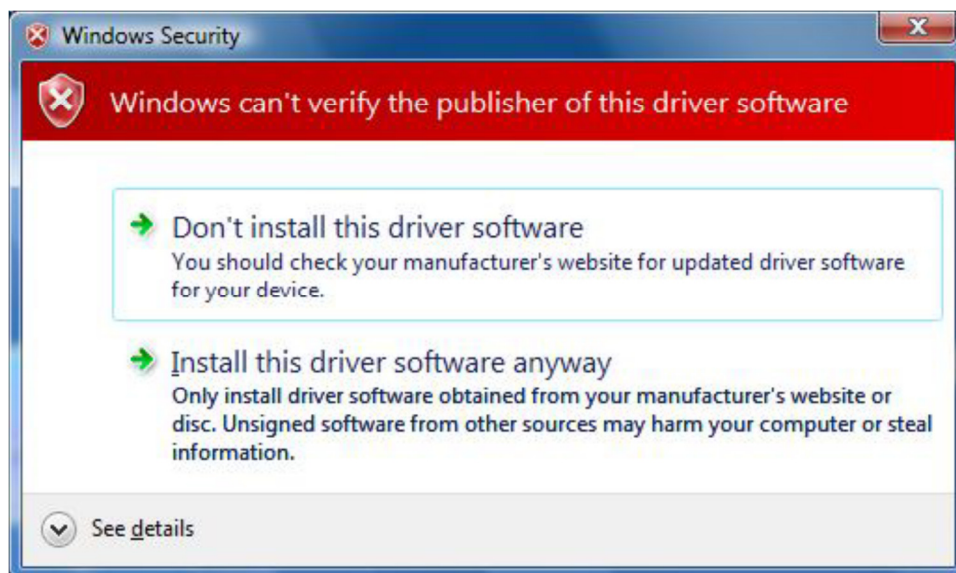 Windows Security
Windows can't verify the publisher of this driver software
Don't install this driver software
You should check your manufacturer's website for updated driver software
for your device.
Install this driver software anyway
Only install driver software obtained from your manufacturer's website or
disc. Unsigned software from other sources may harm your computer or steal
information.
See details